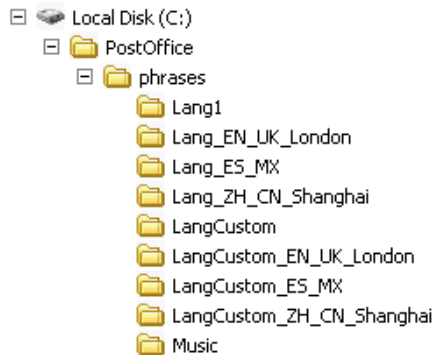 Local Disk (C:)
PostOffice
phrases
Lang1
Lang_EN_UK_London
Lang_ES_MX
Lang_ZH_CN_Shanghai
LangCustom
LangCustom_EN_UK_London
LangCustom_ES_MX
LangCustom_ZH_CN_Shanghai
Music